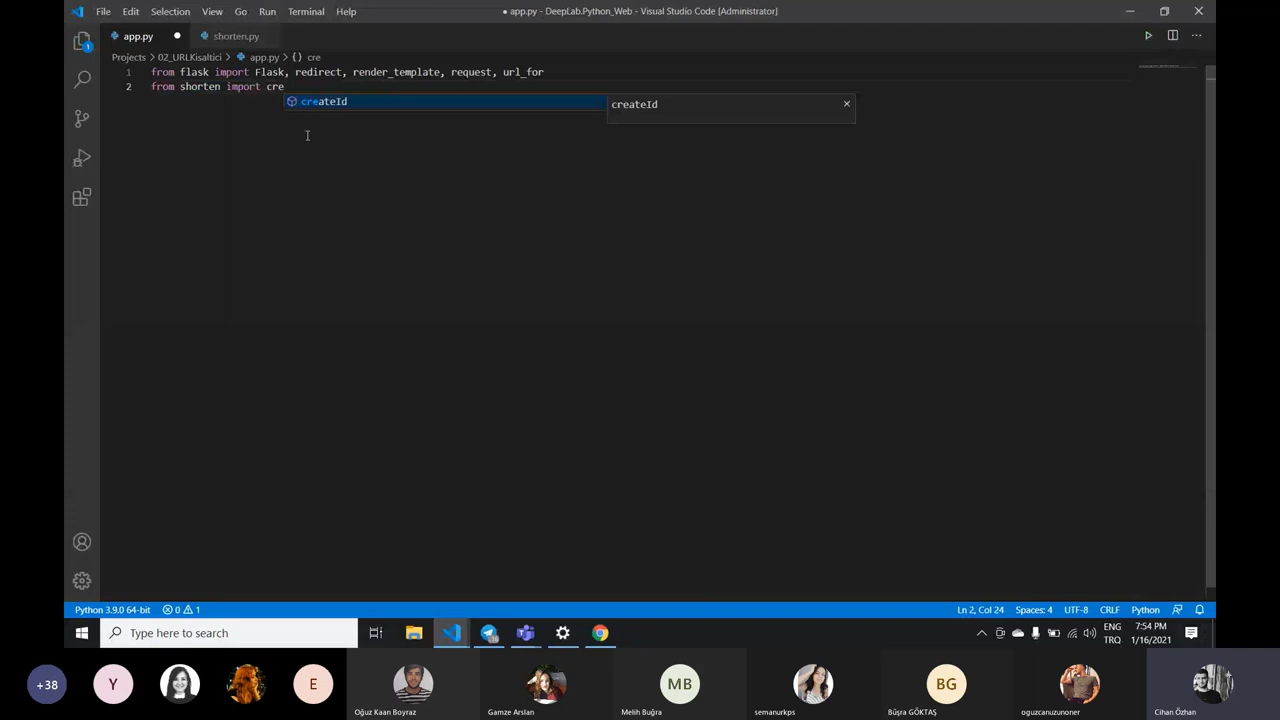 File Edit Selection View Go Run Terminal Help
● app.py - DeepLab.Python_Web - Visual Studio Code [Administrator]
app.py ● shorten.py
Projects > 02_URLKisaltici > app.py > {} cre
1 from flask import Flask, redirect, render_template, request, url_for
2 from shorten import cre
createId
createId
1
Python 3.9.0 64-bit 0 1
Ln 2, Col 24 Spaces: 4 UTF-8 CRLF Python
Type here to search
ENG 7:54 PM
TRQ 1/16/2021
+38 Y E MB BG
Oğuz Kaan Boyraz Gamze Arslan Melih Buğra semanurkps Büşra GÖKTAŞ oguzcanuzunoner Cihan Özhan